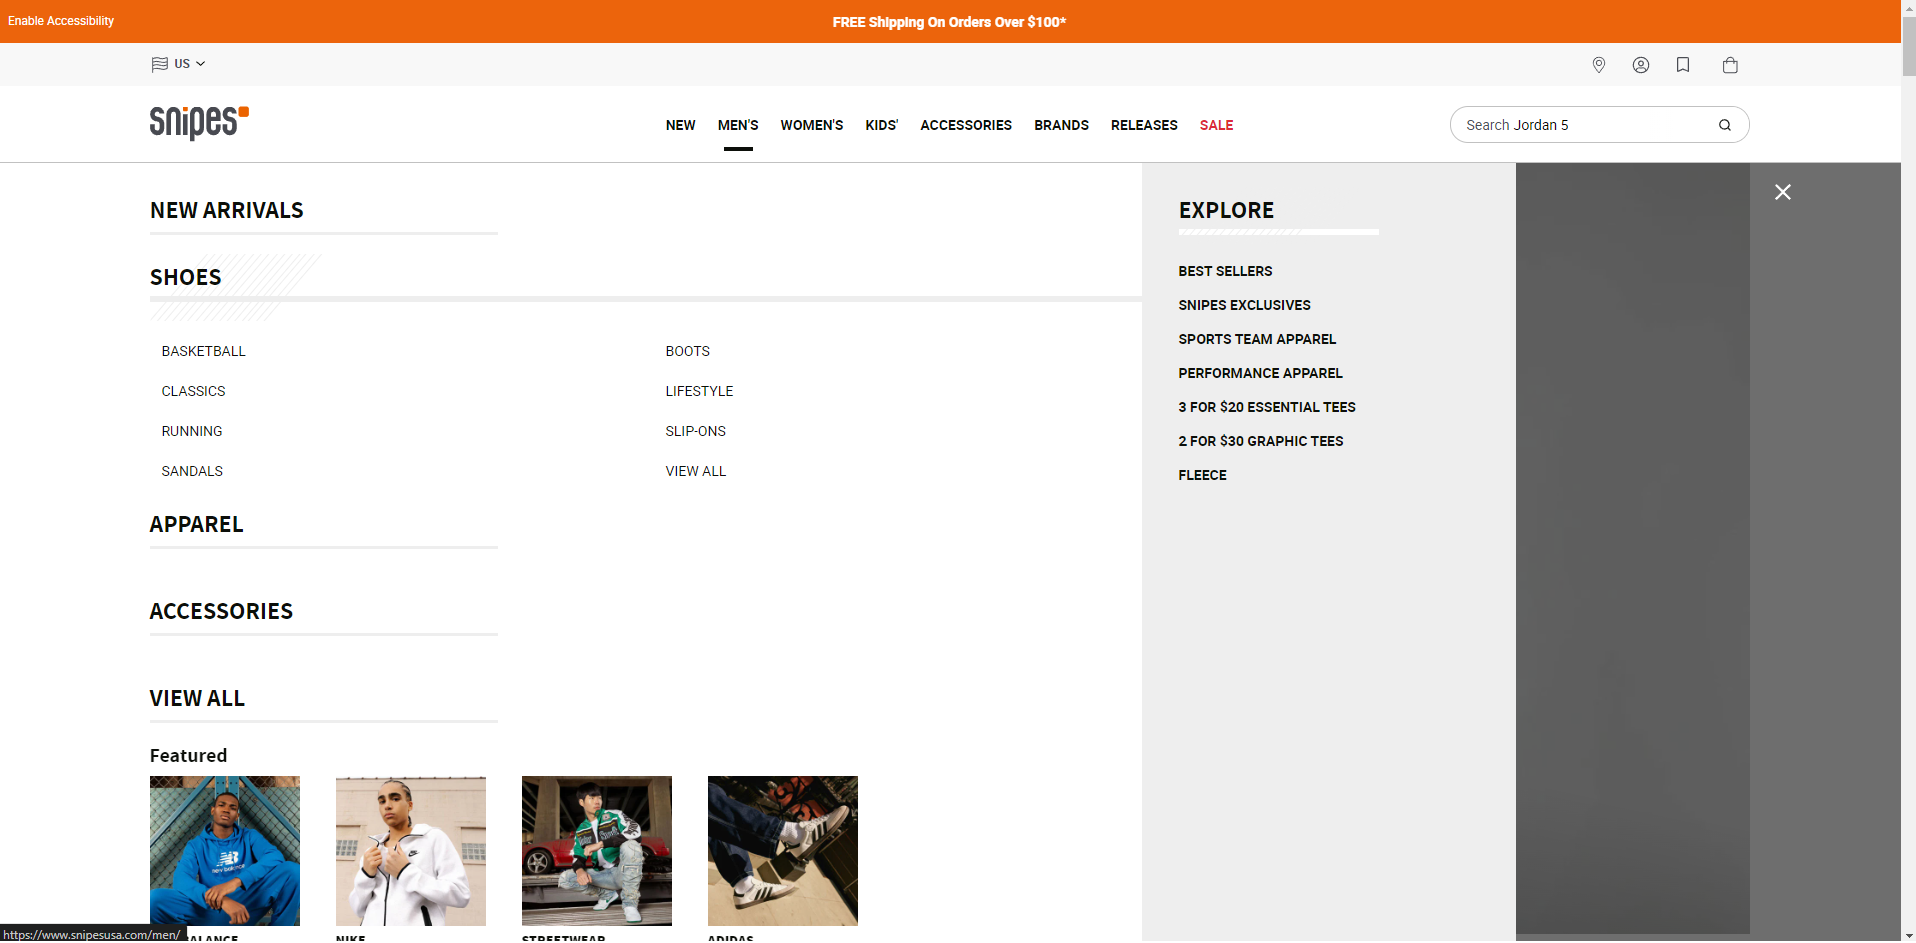 Enable Accessibility
FREE Shipping On Orders Over $100*
US
snipes
NEW MEN'S WOMEN'S KIDS' ACCESSORIES BRANDS RELEASES SALE
Search Jordan 5
NEW ARRIVALS
SHOES
BASKETBALL
BOOTS
CLASSICS
LIFESTYLE
RUNNING
SLIP-ONS
SANDALS
VIEW ALL
APPAREL
ACCESSORIES
VIEW ALL
Featured
new balance
BALANCE
NIKE
STREETWEAR
ADIDAS
EXPLORE
BEST SELLERS
SNIPES EXCLUSIVES
SPORTS TEAM APPAREL
PERFORMANCE APPAREL
3 FOR $20 ESSENTIAL TEES
2 FOR $30 GRAPHIC TEES
FLEECE
https://www.snipesusa.com/men/